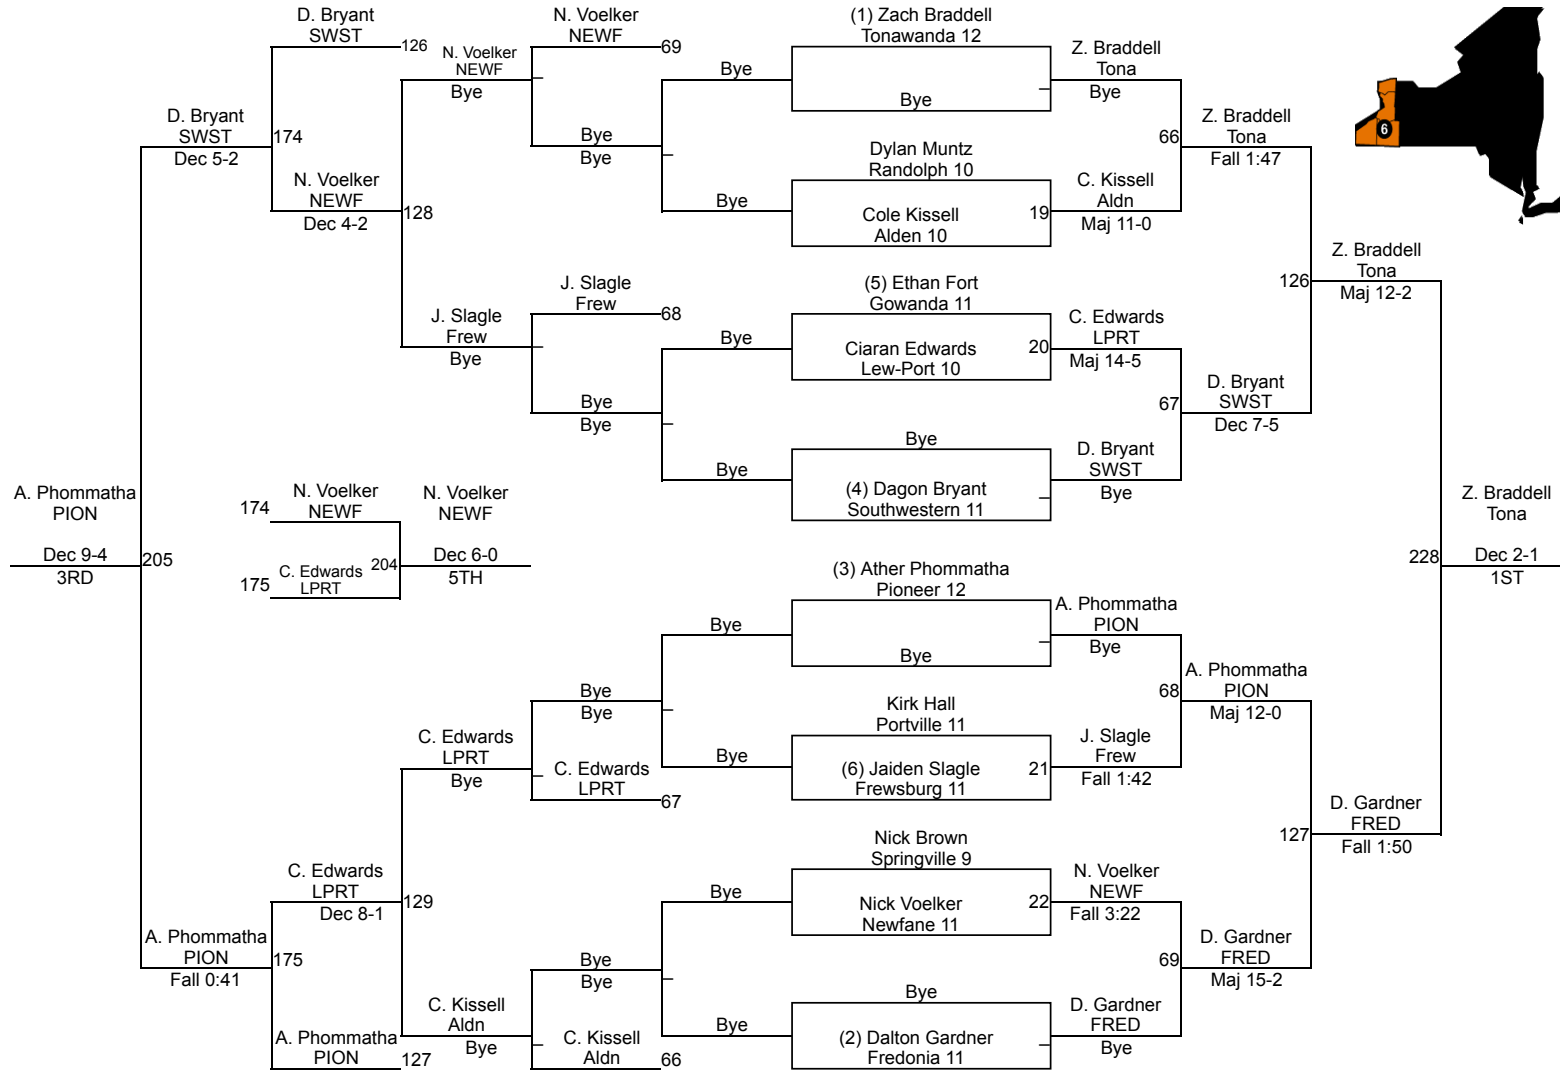 D. Bryant
SWST
126
N. Voelker
NEWF
Bye
N. Voelker
NEWF
69
Bye
(1) Zach Braddell
Tonawanda 12
Bye
Z. Braddell
Tona
Bye
6
D. Bryant
SWST
Dec 5-2
174
Bye
Bye
Dylan Muntz
Randolph 10
66
Z. Braddell
Tona
Fall 1:47
N. Voelker
NEWF
Dec 4-2
128
Bye
Cole Kissell
Alden 10
19
C. Kissell
Aldn
Maj 11-0
J. Slagle
Frew
Bye
J. Slagle
Frew
68
Bye
(5) Ethan Fort
Gowanda 11
Ciaran Edwards
Lew-Port 10
20
C. Edwards
LPRT
Maj 14-5
126
Z. Braddell
Tona
Maj 12-2
Bye
Bye
67
D. Bryant
SWST
Dec 7-5
Bye
Bye
(4) Dagon Bryant
Southwestern 11
D. Bryant
SWST
Bye
A. Phommatha
PION
Dec 9-4
3RD
205
174
N. Voelker
NEWF
175
C. Edwards
LPRT
204
N. Voelker
NEWF
Dec 6-0
5TH
228
Z. Braddell
Tona
Dec 2-1
1ST
(3) Ather Phommatha
Pioneer 12
Bye
Bye
A. Phommatha
PION
Bye
Bye
Bye
Kirk Hall
Portville 11
68
A. Phommatha
PION
Maj 12-0
C. Edwards
LPRT
Bye
C. Edwards
LPRT
67
Bye
(6) Jaiden Slagle
Frewsburg 11
21
J. Slagle
Frew
Fall 1:42
127
D. Gardner
FRED
Fall 1:50
C. Edwards
LPRT
Dec 8-1
129
Bye
Nick Brown
Springville 9
Nick Voelker
Newfane 11
22
N. Voelker
NEWF
Fall 3:22
A. Phommatha
PION
Fall 0:41
175
Bye
Bye
69
D. Gardner
FRED
Maj 15-2
A. Phommatha
PION
127
C. Kissell
Aldn
Bye
C. Kissell
Aldn
66
Bye
Bye
(2) Dalton Gardner
Fredonia 11
D. Gardner
FRED
Bye